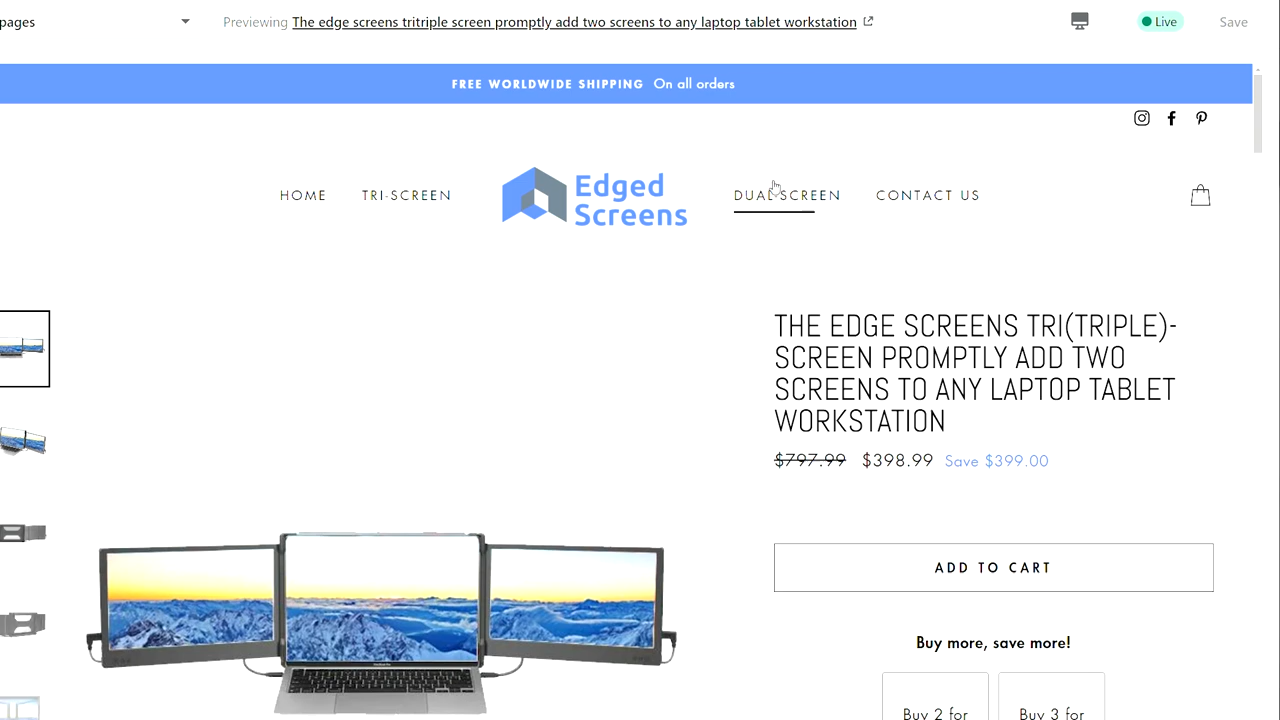 pages
Previewing The edge screens tritriple screen promptly add two screens to any laptop tablet workstation
Live
Save
FREE WORLDWIDE SHIPPING On all orders
HOME
TRI-SCREEN
Edged
Screens
DUAL SCREEN
CONTACT US
THE EDGE SCREENS TRI(TRIPLE)-
SCREEN PROMPTLY ADD TWO
SCREENS TO ANY LAPTOP TABLET
WORKSTATION
$797.99 $398.99 Save $399.00
ADD TO CART
Buy more, save more!
Buy 2 for
Buy 3 for